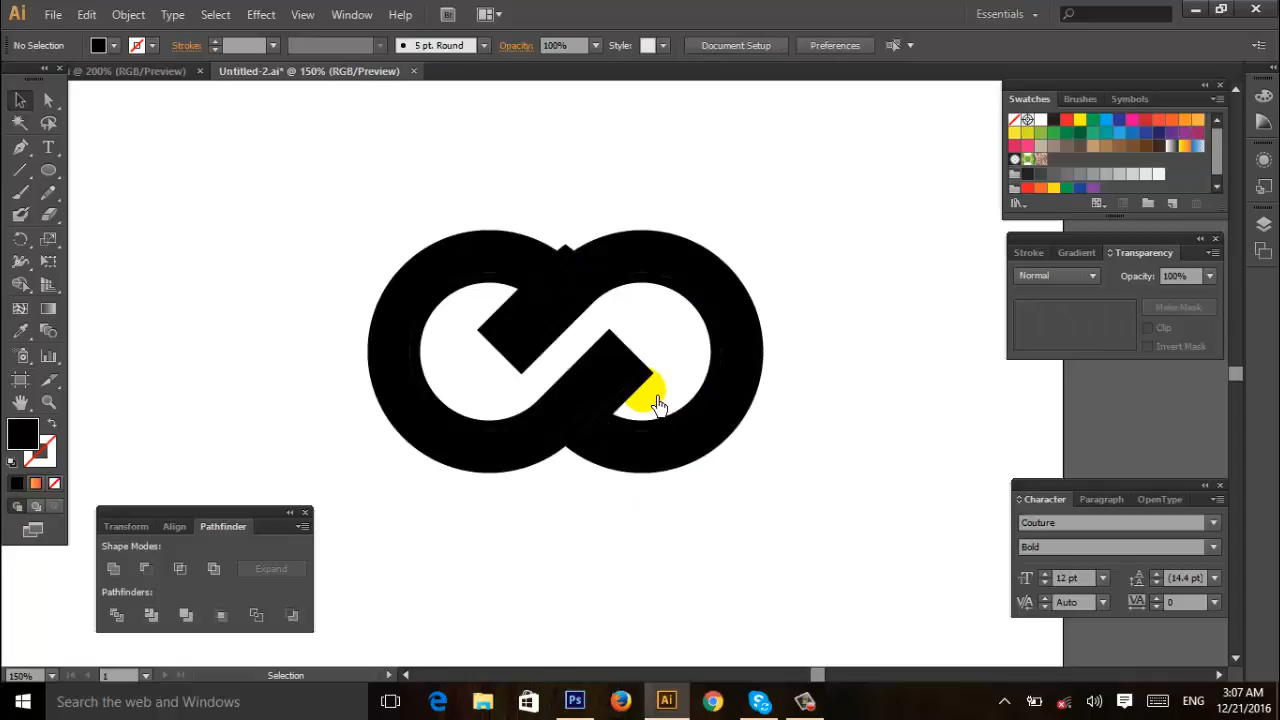 Ai File Edit Object Type Select Effect View Window Help Br Essentials
No Selection Stroke: 5 pt. Round Opacity: 100% Style: Document Setup Preferences
@ 200% (RGB/Preview) × Untitled-2.ai* @ 150% (RGB/Preview) ×
Swatches Brushes Symbols
Stroke Gradient Transparency
Normal Opacity: 100%
Make Mask
Clip
Invert Mask
Character Paragraph OpenType
Couture
Bold
12 pt (14.4 pt)
Auto 0
Transform Align Pathfinder
Shape Modes:
Expand
Pathfinders:
150% 1 Selection
Search the web and Windows
Ps Ai
ENG
3:07 AM
12/21/2016